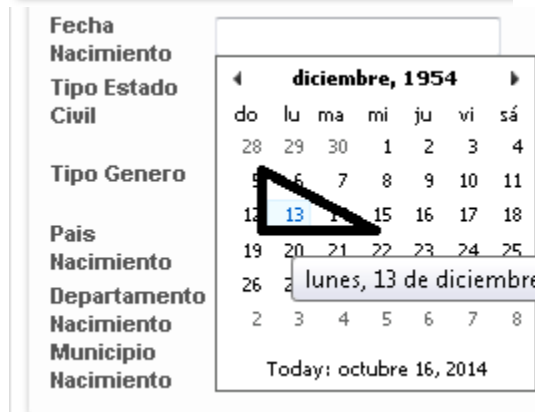 Fecha
Nacimiento
Tipo Estado
Civil
Tipo Genero
Pais
Nacimiento
Departamento
Nacimiento
Municipio
Nacimiento
diciembre, 1954
do lu ma mi ju vi sá
28 29 30 1 2 3 4
5 6 7 8 9 10 11
12 13 15 16 17 18
19 20 21 22 23 24 25
26
lunes, 13 de diciembre
2 3 4 5 6 7 8
Today: octubre 16, 2014